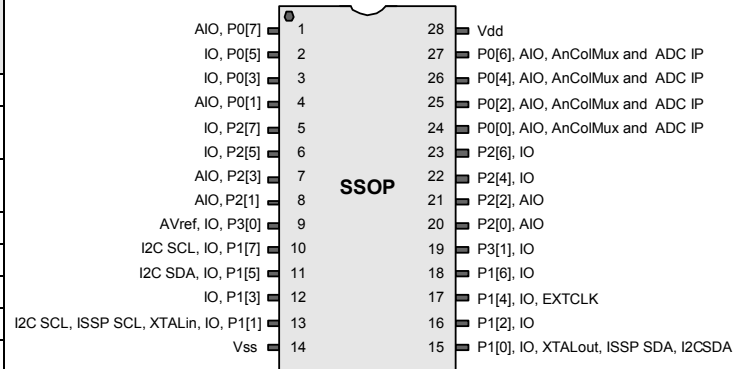 AIO, P0[7] 1 28 Vdd
IO, P0[5] 2 27 P0[6], AIO, AnColMux and ADC IP
IO, P0[3] 3 26 P0[4], AIO, AnColMux and ADC IP
AIO, P0[1] 4 25 P0[2], AIO, AnColMux and ADC IP
IO, P2[7] 5 24 P0[0], AIO, AnColMux and ADC IP
IO, P2[5] 6 23 P2[6], IO
AIO, P2[3] 7 22 P2[4], IO
SSOP
AIO, P2[1] 8 21 P2[2], AIO
AVref, IO, P3[0] 9 20 P2[0], AIO
I2C SCL, IO, P1[7] 10 19 P3[1], IO
I2C SDA, IO, P1[5] 11 18 P1[6], IO
IO, P1[3] 12 17 P1[4], IO, EXTCLK
I2C SCL, ISSP SCL, XTALin, IO, P1[1] 13 16 P1[2], IO
Vss 14 15 P1[0], IO, XTALout, ISSP SDA, I2CSDA